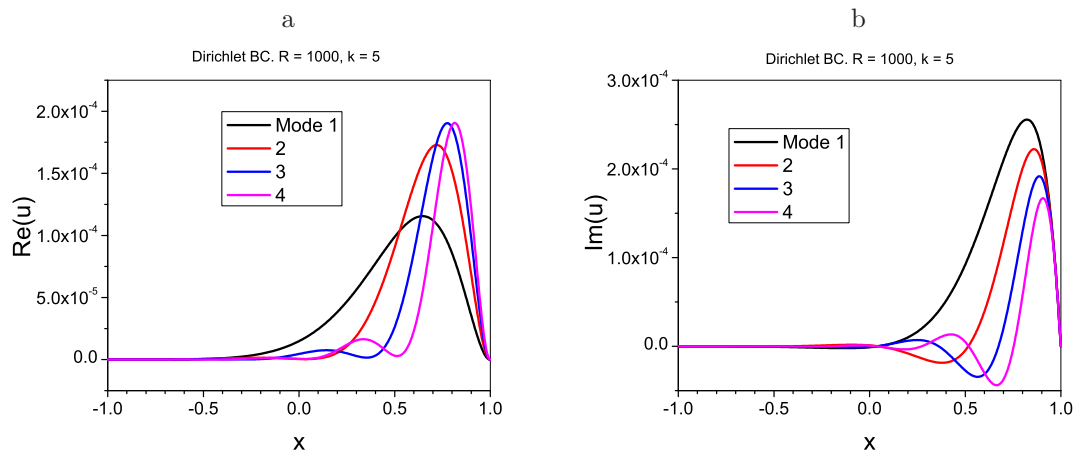 a
Dirichlet BC. R = 1000, k = 5
2.0x10⁻⁴
1.5x10⁻⁴
1.0x10⁻⁴
5.0x10⁻⁵
0.0
Re(u)
Mode 1
2
3
4
-1.0 -0.5 0.0 0.5 1.0
x
b
Dirichlet BC. R = 1000, k = 5
3.0x10⁻⁴
2.0x10⁻⁴
1.0x10⁻⁴
0.0
Im(u)
Mode 1
2
3
4
-1.0 -0.5 0.0 0.5 1.0
x